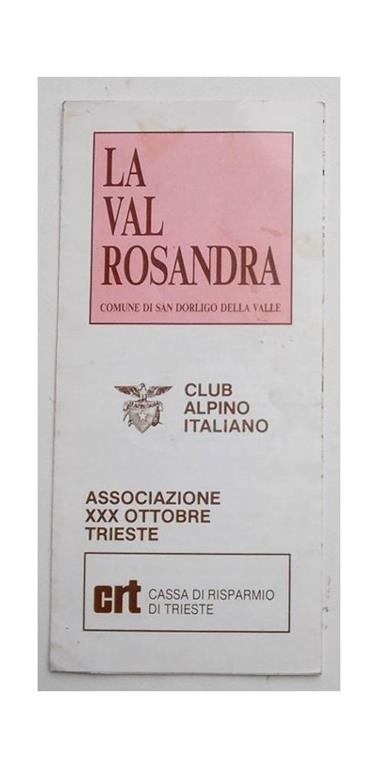 LA
VAL
ROSANDRA
COMUNE DI SAN DORLIGO DELLA VALLE
CLUB
ALPINO
ITALIANO
ASSOCIAZIONE
XXX OTTOBRE
TRIESTE
crt CASSA DI RISPARMIO
DI TRIESTE